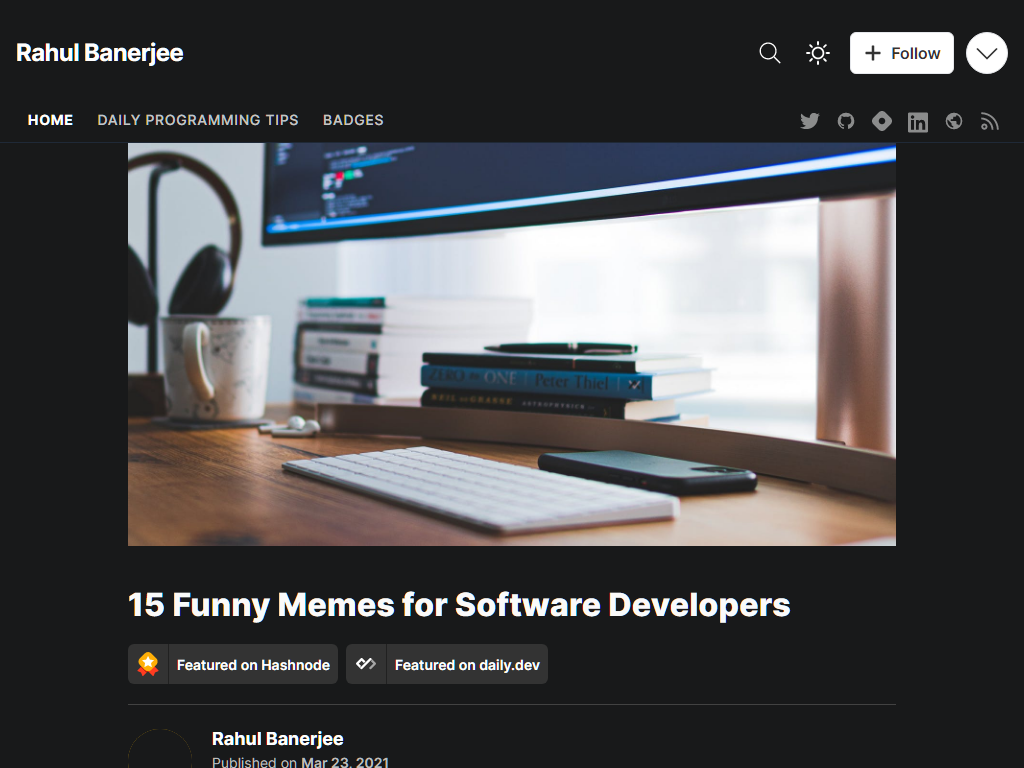 Rahul Banerjee
Follow
HOME
DAILY PROGRAMMING TIPS
BADGES
ZERO to ONE Peter Thiel
ASTROPHYSICS
15 Funny Memes for Software Developers
Featured on Hashnode
Featured on daily.dev
Rahul Banerjee
Published on Mar 23, 2021